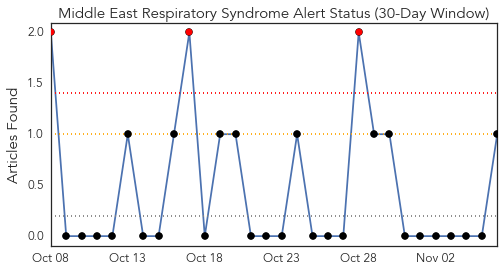 Middle East Respiratory Syndrome Alert Status (30-Day Window)
Articles Found
2.0
1.5
1.0
0.5
0.0
Oct 08 Oct 13 Oct 18 Oct 23 Oct 28 Nov 02